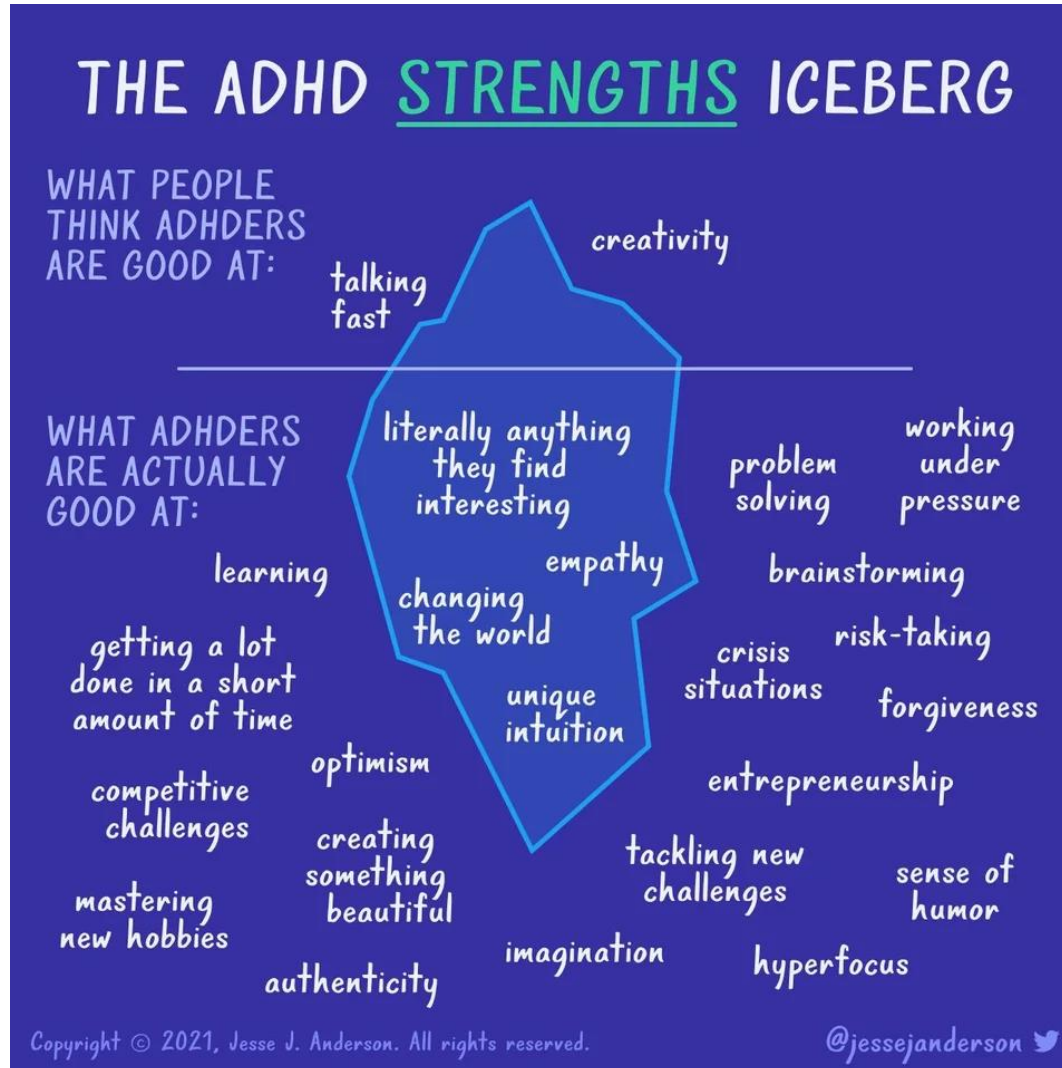 THE ADHD STRENGTHS ICEBERG
WHAT PEOPLE
THINK ADHDERS
ARE GOOD AT:
talking
fast
creativity
WHAT ADHDERS
ARE ACTUALLY
GOOD AT:
literally anything
they find
interesting
problem
solving
working
under
pressure
learning
empathy
brainstorming
changing
the world
getting a lot
done in a short
amount of time
crisis
situations
risk-taking
unique
intuition
forgiveness
optimism
competitive
challenges
entrepreneurship
creating
something
beautiful
tackling new
challenges
sense of
humor
mastering
new hobbies
imagination
hyperfocus
authenticity
Copyright © 2021, Jesse J. Anderson. All rights reserved.
@jessejanderson